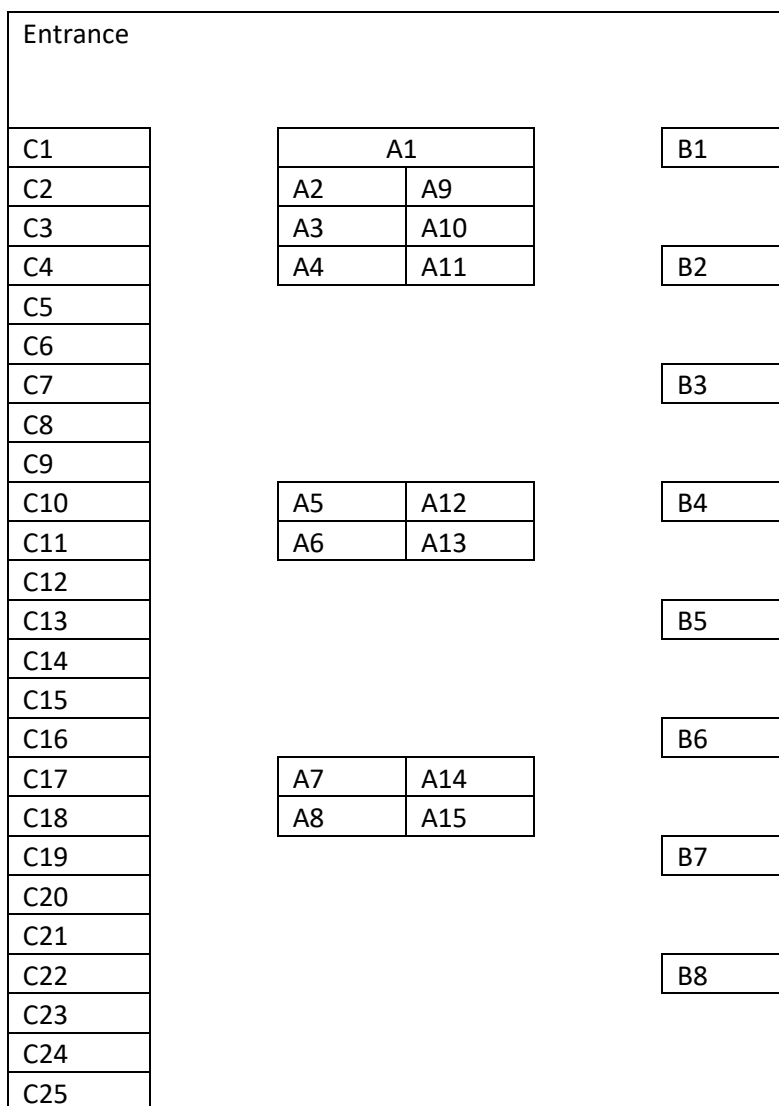 Entrance
C1 A1 B1
C2 A2 A9
C3 A3 A10
C4 A4 A11 B2
C5
C6
C7 B3
C8
C9
C10 A5 A12 B4
C11 A6 A13
C12
C13 B5
C14
C15
C16 B6
C17 A7 A14
C18 A8 A15
C19 B7
C20
C21
C22 B8
C23
C24
C25